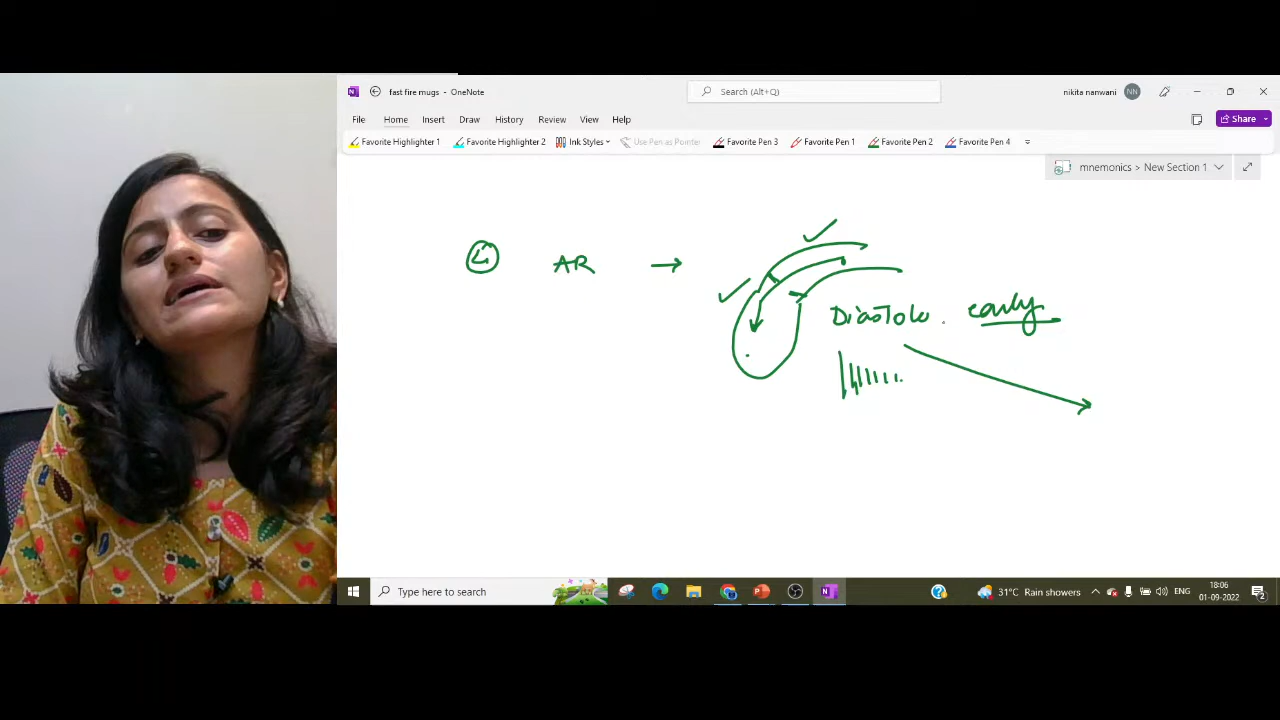 fast fire mugs - OneNote
Search (Alt+Q)
nikita nanwani NN
File Home Insert Draw History Review View Help
Share
Favorite Highlighter 1 Favorite Highlighter 2 Ink Styles Use Pen as Pointer Favorite Pen 3 Favorite Pen 1 Favorite Pen 2 Favorite Pen 4
mnemonics > New Section 1
AR →
Diastole. early
Type here to search
31°C Rain showers
ENG
18:06
01-09-2022
2